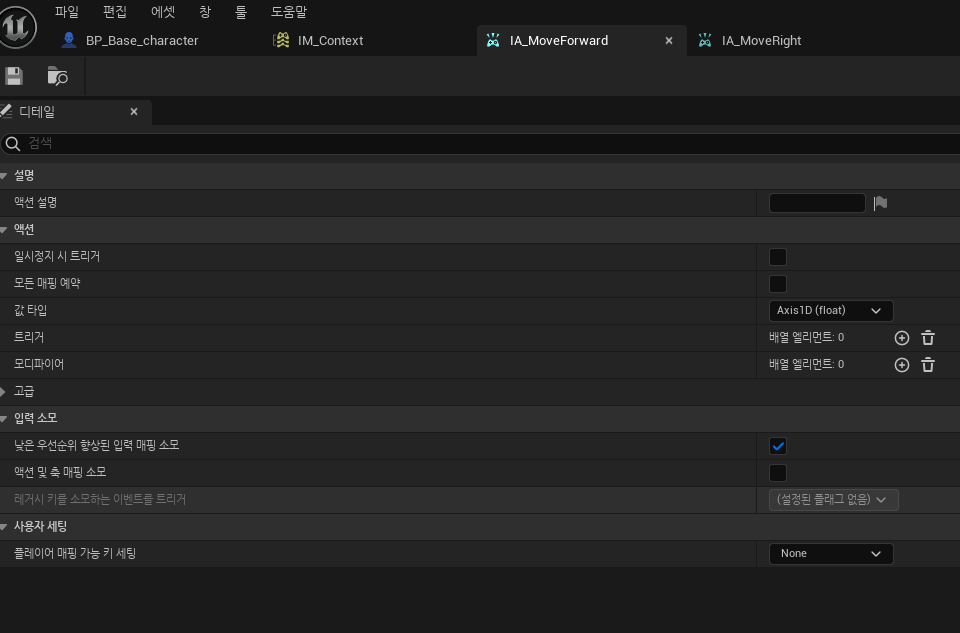 파일 편집 에셋 창 툴 도움말
BP_Base_character IM_Context IA_MoveForward IA_MoveRight
디테일
검색
설명
액션 설명
액션
일시정지 시 트리거
모든 매핑 예약
값 타입 Axis1D (float)
트리거 배열 엘리먼트: 0
모디파이어 배열 엘리먼트: 0
고급
입력 소모
낮은 우선순위 향상된 입력 매핑 소모
액션 및 축 매핑 소모
레거시 키를 소모하는 이벤트를 트리거 (설정된 플래그 없음)
사용자 세팅
플레이어 매핑 가능 키 세팅 None